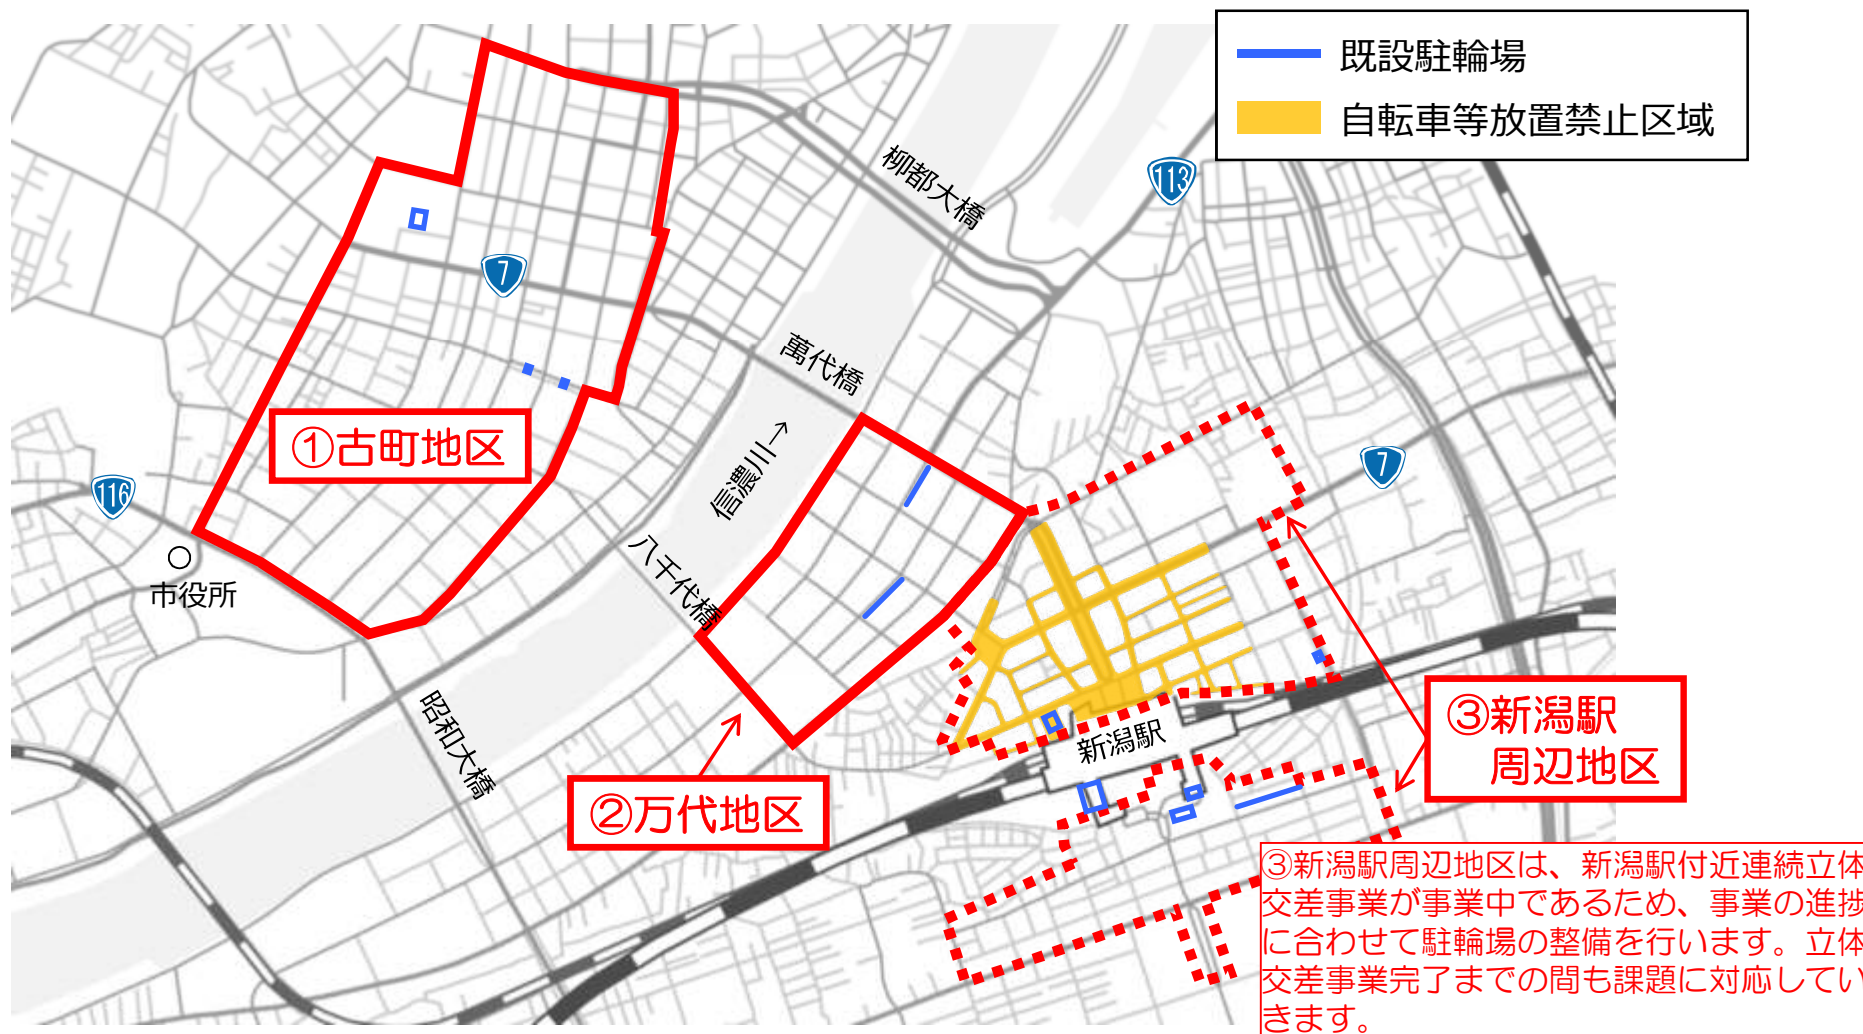 既設駐輪場
自転車等放置禁止区域
柳都大橋
113
7
萬代橋
①古町地区
信濃川→
7
116
八千代橋
市役所
昭和大橋
新潟駅
③新潟駅
周辺地区
②万代地区
③新潟駅周辺地区は、新潟駅付近連続立体
交差事業が事業中であるため、事業の進捗
に合わせて駐輪場の整備を行います。立体
交差事業完了までの間も課題に対応してい
きます。